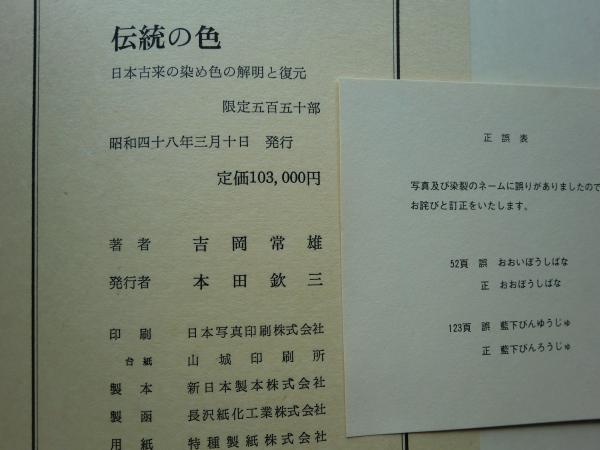 伝統の色
日本古来の染め色の解明と復元
限定五百五十部
昭和四十八年三月十日 発行
定価103,000円
著者 吉岡常雄
発行者 本田欽三
印刷 日本写真印刷株式会社
台紙 山城印刷所
製本 新日本製本株式会社
製函 長沢紙化工業株式会社
用紙 特種製紙株式会社
正誤表
写真及び染裂のネームに誤りがありましたので
お詫びと訂正をいたします。
52頁 誤 おおいぼうしばな
正 おおぼうしばな
123頁 誤 藍下びんゆうじゅ
正 藍下びんろうじゅ